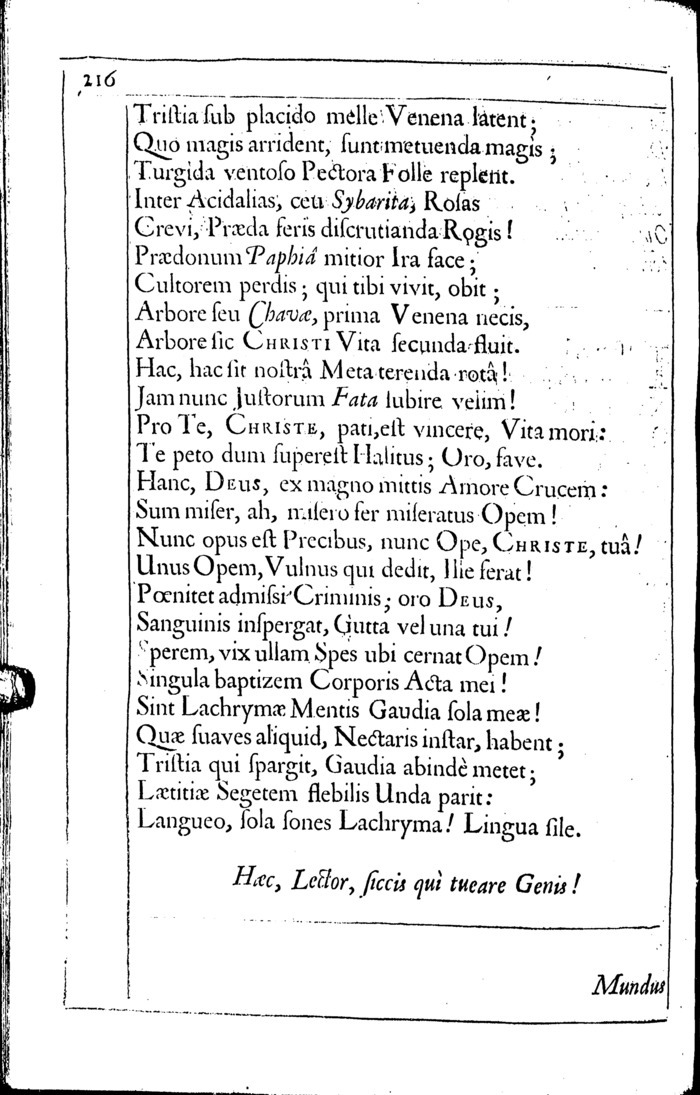 216
Tristia sub placido melle Venena latent;
Quo magis arrident, sunt metuenda magis;
Turgida ventoso Pectora Folle replent.
Inter Acidalias, ceu Sybarita, Rosas
Crevi, Præda feris discrutianda Rogis!
Prædonum Paphiâ mitior Ira face;
Cultorem perdis; qui tibi vivit, obit;
Arbore seu Chavæ, prima Venena necis,
Arbore sic CHRISTI Vita secunda fluit.
Hac, hac sit nostrâ Meta terenda rotâ!
Jam nunc Justorum Fata subire velim!
Pro Te, CHRISTE, pati, est vincere, Vita mori:
Te peto dum superest Halitus; Oro, fave.
Hanc, DEUS, ex magno mittis Amore Crucem:
Sum miser, ah, misero fer miseratus Opem!
Nunc opus est Precibus, nunc Ope, CHRISTE, tuâ!
Unus Opem, Vulnus qui dedit, Ille ferat!
Pœnitet admissi Criminis; oro DEUS,
Sanguinis inspergat, Gutta vel una tui!
Sperem, vix ullam Spes ubi cernat Opem!
Singula baptizem Corporis Acta mei!
Sint Lachrymæ Mentis Gaudia sola meæ!
Quæ suaves aliquid, Nectaris instar, habent;
Tristia qui spargit, Gaudia abindè metet;
Lætitiæ Segetem flebilis Unda parit:
Langueo, sola sones Lachryma! Lingua sile.
Hæc, Lector, siccis quì tueare Genis!
Mundus